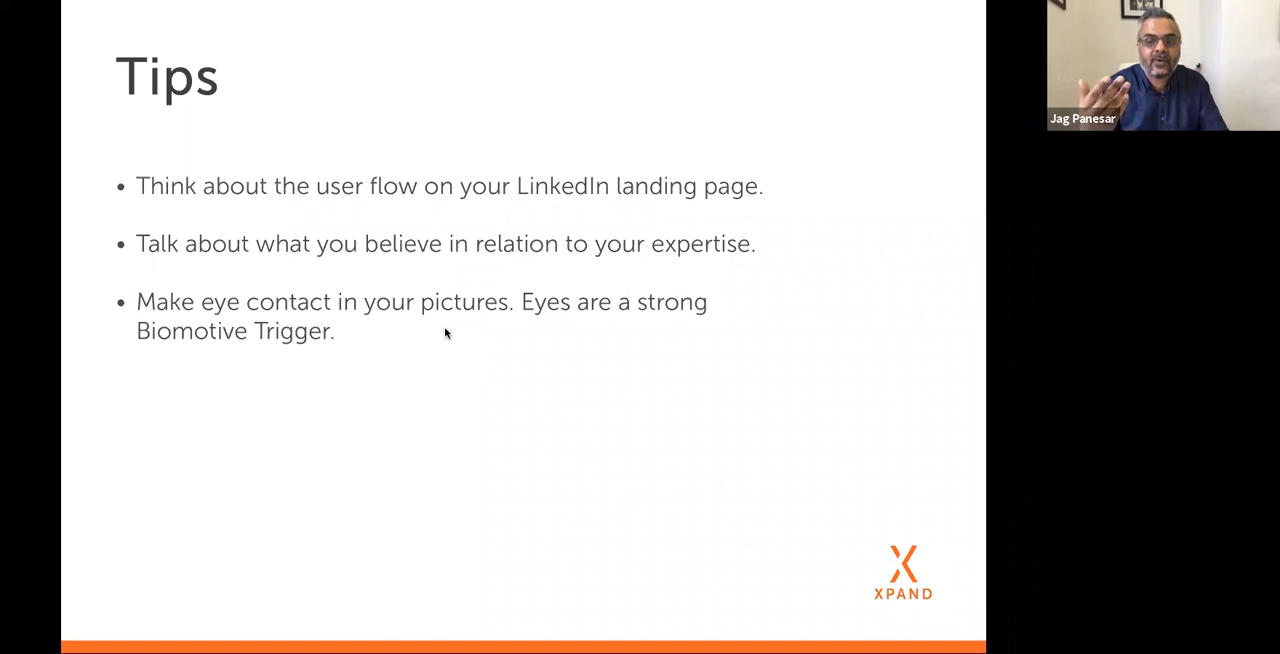 Tips
• Think about the user flow on your LinkedIn landing page.
• Talk about what you believe in relation to your expertise.
• Make eye contact in your pictures. Eyes are a strong
Biomotive Trigger.
XPAND
Jag Panesar